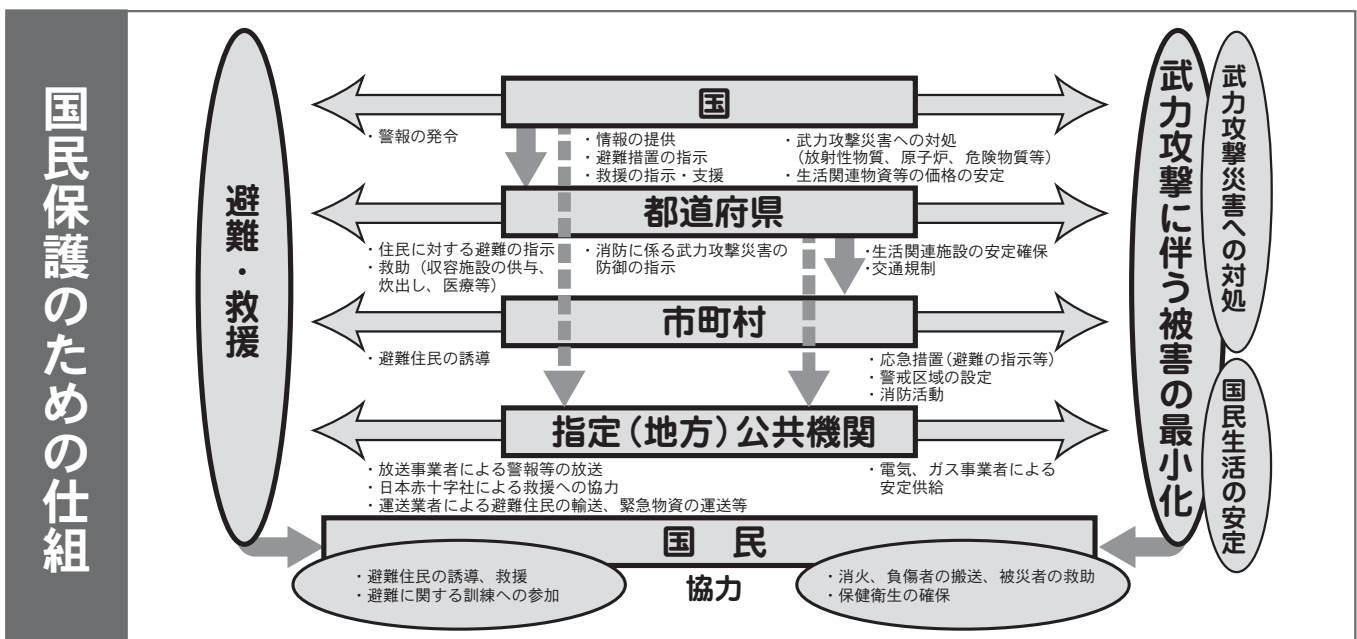 国民保護のための仕組
避難・救援
国
・警報の発令
・情報の提供
・避難措置の指示
・救援の指示・支援
・武力攻撃災害への対処
（放射性物質、原子炉、危険物質等）
・生活関連物資等の価格の安定
都道府県
・住民に対する避難の指示
・救助（収容施設の供与、
炊出し、医療等）
・消防に係る武力攻撃災害の
防御の指示
・生活関連施設の安定確保
・交通規制
市町村
・避難住民の誘導
・応急措置（避難の指示等）
・警戒区域の設定
・消防活動
指定（地方）公共機関
・放送事業者による警報等の放送
・日本赤十字社による救援への協力
・運送業者による避難住民の輸送、緊急物資の運送等
・電気、ガス事業者による
安定供給
国　民
・避難住民の誘導、救援
・避難に関する訓練への参加
協力
・消火、負傷者の搬送、被災者の救助
・保健衛生の確保
武力攻撃に伴う被害の最小化
武力攻撃災害への対処
国民生活の安定